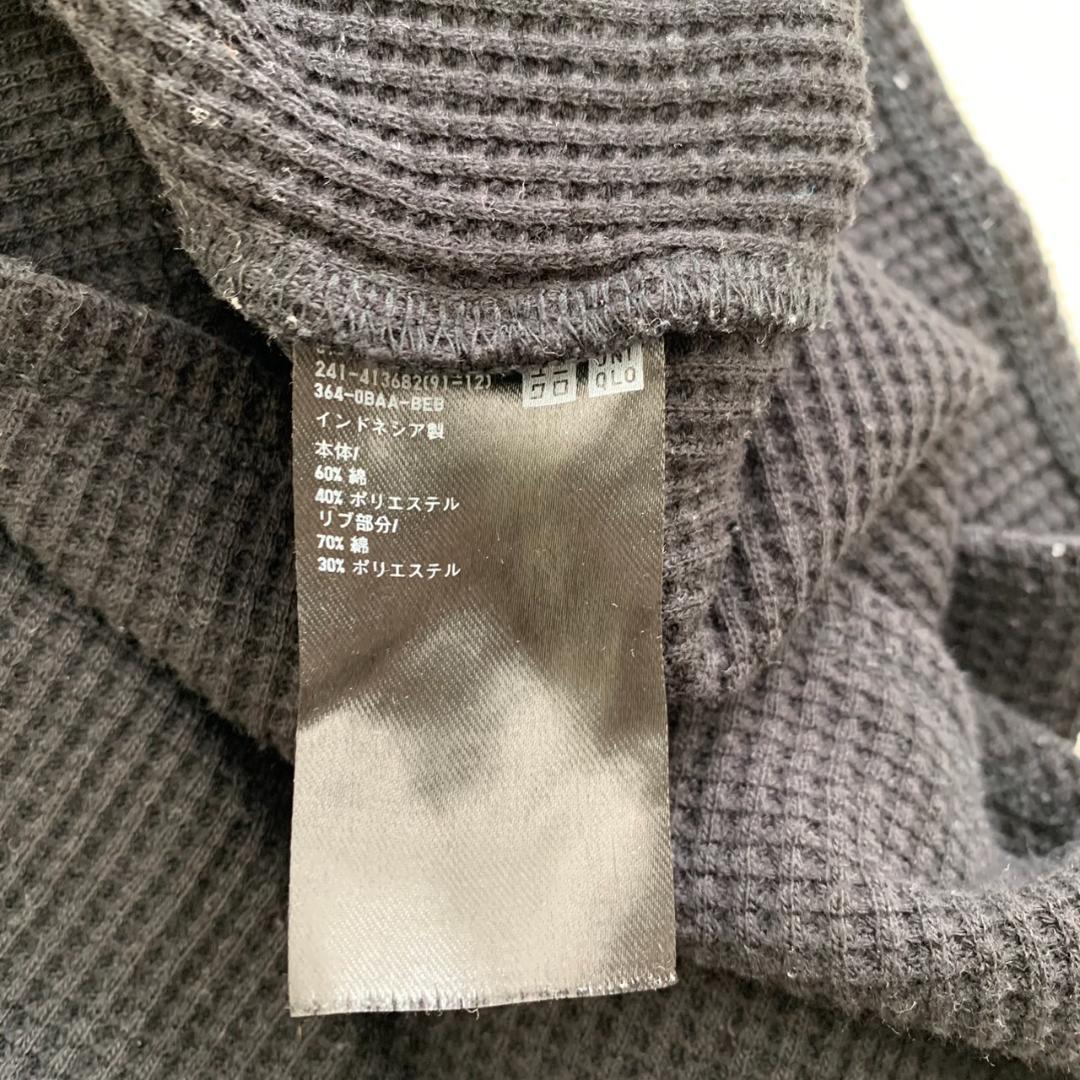 241-413682(91-12)
364-0BAA-BEB
インドネシア製
本体/
60% 綿
40% ポリエステル
リブ部分/
70% 綿
30% ポリエステル
UNI
QLO